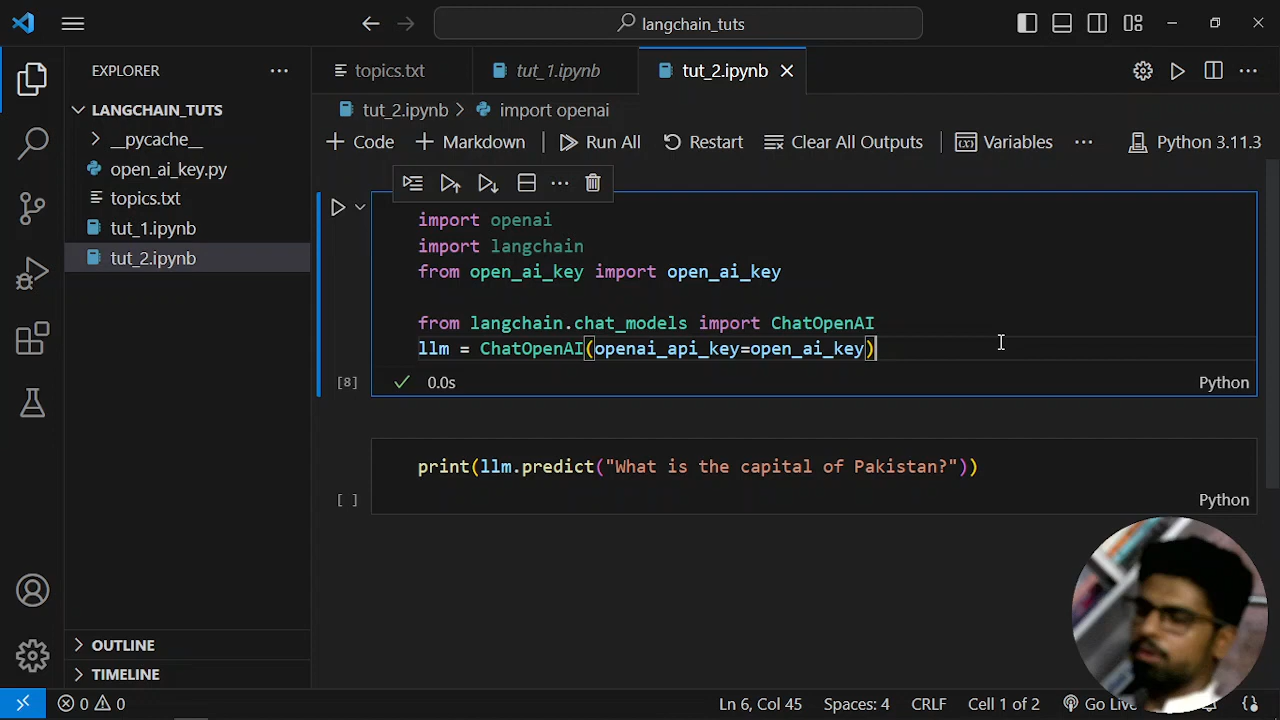 langchain_tuts
EXPLORER
topics.txt
tut_1.ipynb
tut_2.ipynb
LANGCHAIN_TUTS
__pycache__
open_ai_key.py
topics.txt
tut_1.ipynb
tut_2.ipynb
OUTLINE
TIMELINE
tut_2.ipynb > import openai
+ Code + Markdown Run All Restart Clear All Outputs Variables ... Python 3.11.3
import openai
import langchain
from open_ai_key import open_ai_key
from langchain.chat_models import ChatOpenAI
llm = ChatOpenAI(openai_api_key=open_ai_key)
[8] 0.0s Python
print(llm.predict("What is the capital of Pakistan?"))
[ ] Python
0 0 Ln 6, Col 45 Spaces: 4 CRLF Cell 1 of 2